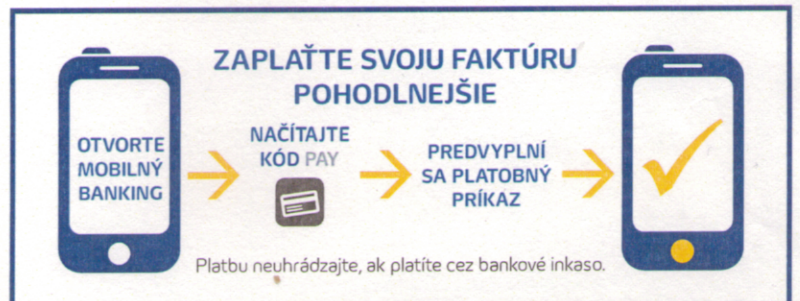 ZAPLAŤTE SVOJU FAKTÚRU
POHODLNEJŠIE
OTVORTE
MOBILNÝ
BANKING
NAČÍTAJTE
KÓD PAY
PREDVYPLNÍ
SA PLATOBNÝ
PRÍKAZ
Platbu neuhrádzajte, ak platíte cez bankové inkaso.